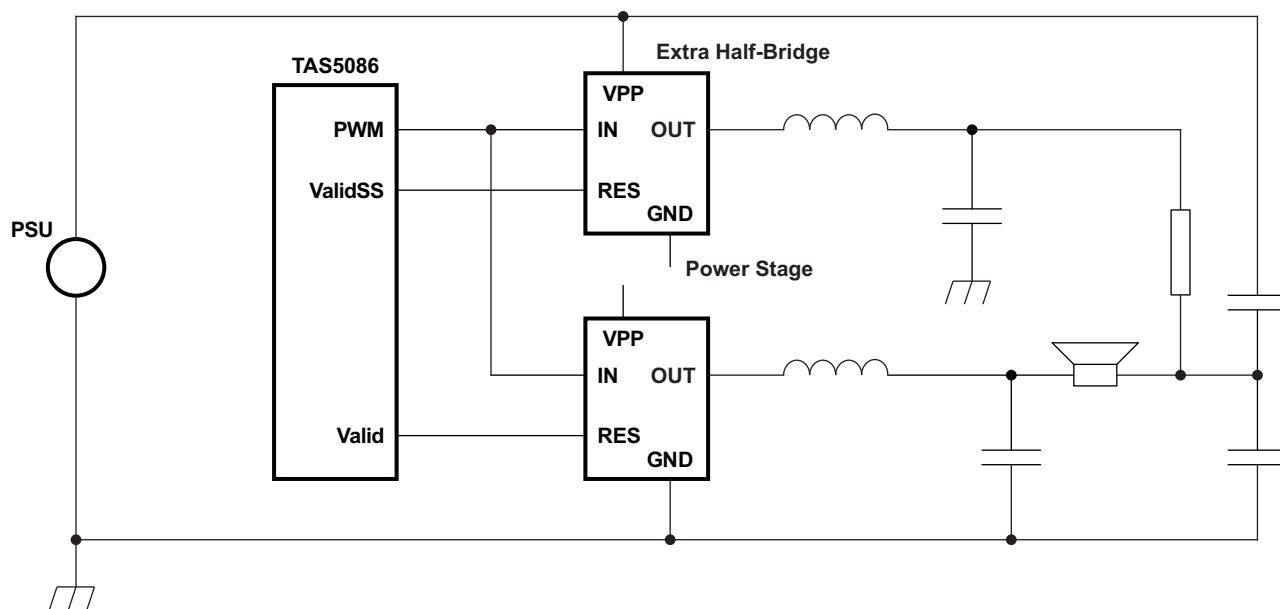 Extra Half-Bridge
TAS5086
VPP
PWM
IN
OUT
ValidSS
RES
GND
PSU
Power Stage
VPP
IN
OUT
Valid
RES
GND